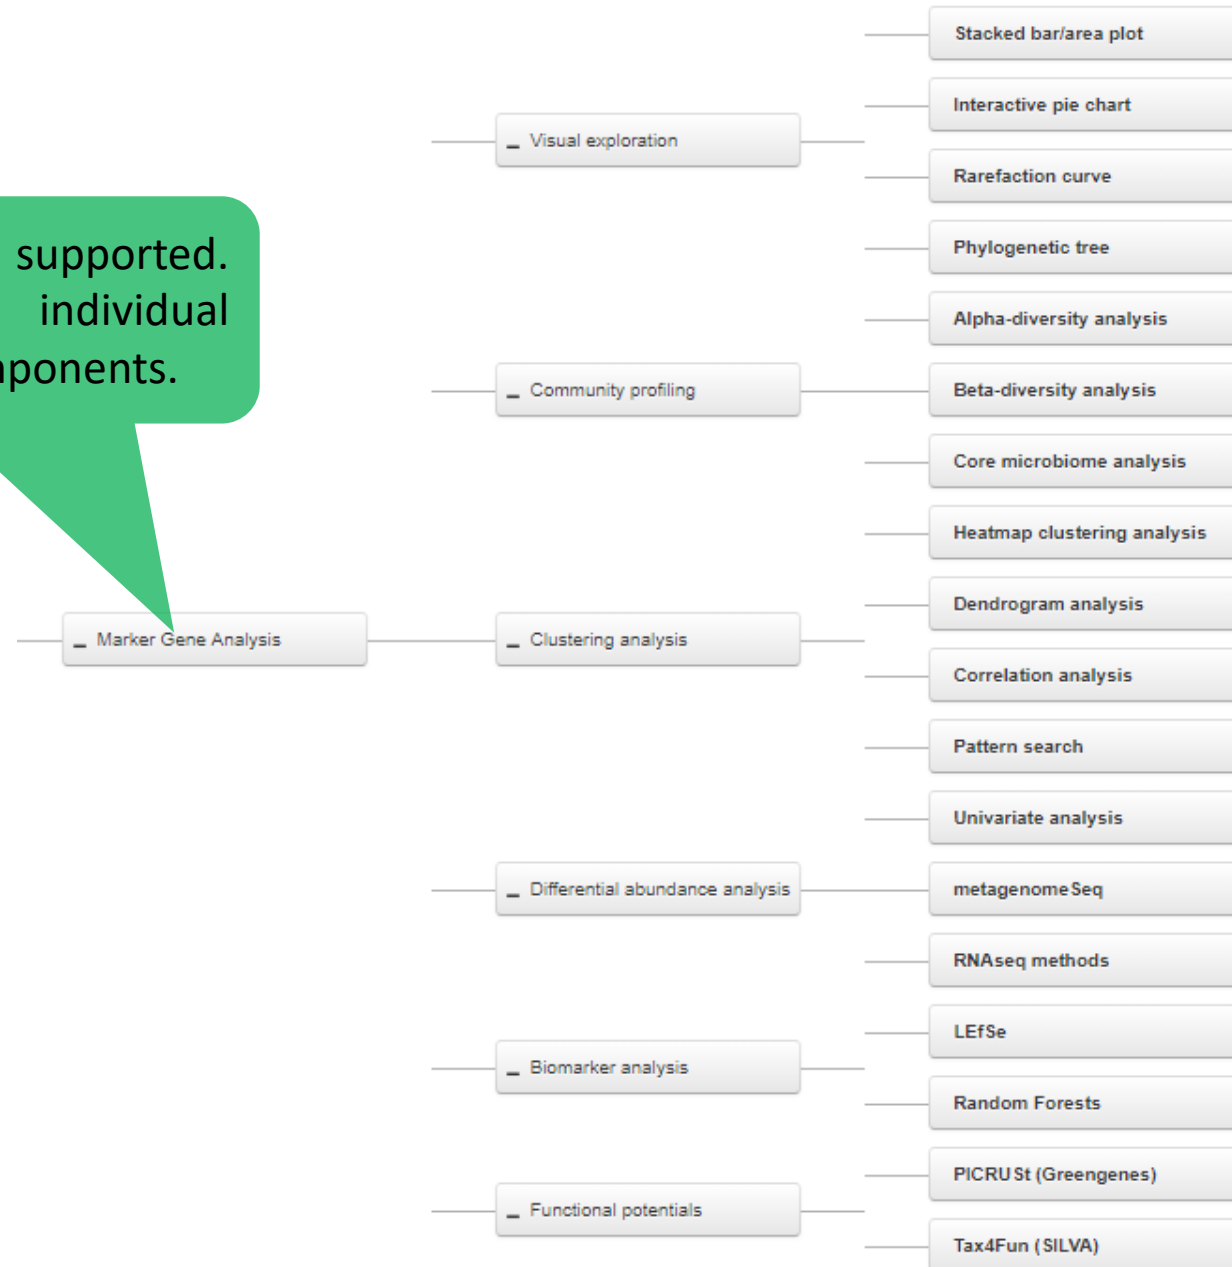 Stacked bar/area plot
Interactive pie chart
Visual exploration
Rarefaction curve
supported.
individual
Phylogenetic tree
Alpha-diversity analysis
Community profiling
Beta-diversity analysis
Core microbiome analysis
Heatmap clustering analysis
Dendrogram analysis
Marker Gene Analysis
Clustering analysis
Correlation analysis
Pattern search
Univariate analysis
Differential abundance analysis
metagenomeSeq
RNAseq methods
LEfSe
Biomarker analysis
Random Forests
PICRUSt (Greengenes)
Functional potentials
Tax4Fun (SILVA)